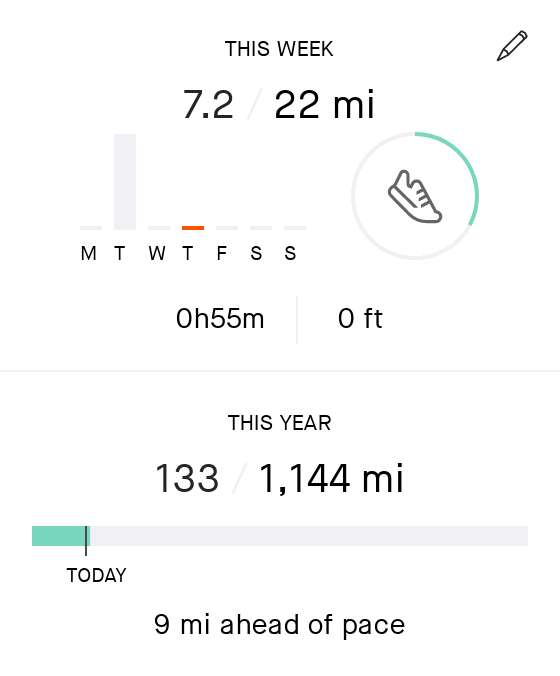 THIS WEEK
7.2 / 22 mi
M T W T F S S
0h55m 0 ft
THIS YEAR
133 / 1,144 mi
TODAY
9 mi ahead of pace